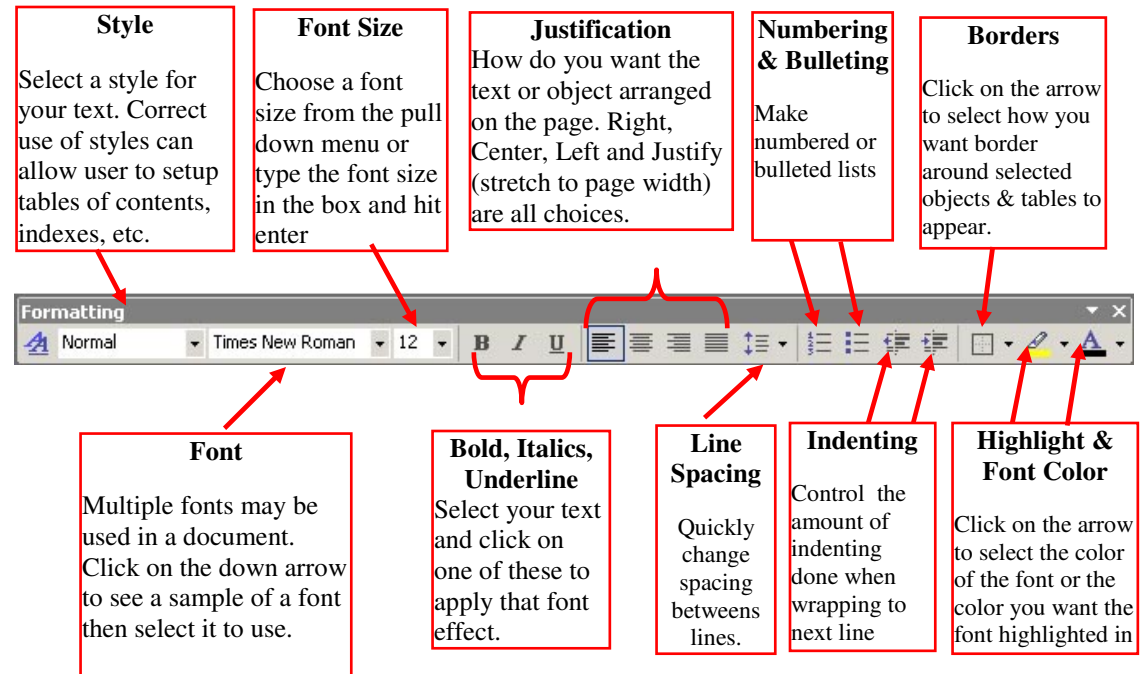 Style
Select a style for
your text. Correct
use of styles can
allow user to setup
tables of contents,
indexes, etc.
Font Size
Choose a font
size from the pull
down menu or
type the font size
in the box and hit
enter
Justification
How do you want the
text or object arranged
on the page. Right,
Center, Left and Justify
(stretch to page width)
are all choices.
Numbering
& Bulleting
Make
numbered or
bulleted lists
Borders
Click on the arrow
to select how you
want border
around selected
objects & tables to
appear.
Formatting
Normal Times New Roman 12 B I U A
Font
Multiple fonts may be
used in a document.
Click on the down arrow
to see a sample of a font
then select it to use.
Bold, Italics,
Underline
Select your text
and click on
one of these to
apply that font
effect.
Line
Spacing
Quickly
change
spacing
betweens
lines.
Indenting
Control the
amount of
indenting
done when
wrapping to
next line
Highlight &
Font Color
Click on the arrow
to select the color
of the font or the
color you want the
font highlighted in